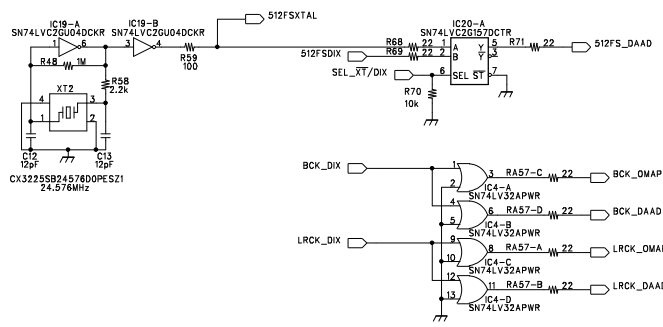 IC19-A
SN74LVC2GU04DCKR
1
6
R48 1M
R58
2.2k
XT2
4
3
1
2
C12
12pF
C13
12pF
CX3225SB24576D0PESZ1
24.576MHz
IC19-B
SN74LVC2GU04DCKR
3
4
R59
100
512FSXTAL
512FSDIX
SEL_XT/DIX
R68 22
R69 22
R70
10k
IC20-A
SN74LVC2G157DCTR
1
A
Y
5
2
B
Y
3
6
SEL
ST
7
R71 22
512FS_DAAD
BCK_DIX
LRCK_DIX
1
2
3
IC4-A
SN74LV32APWR
RA57-C 22
BCK_OMAP
4
5
6
IC4-B
SN74LV32APWR
RA57-D 22
BCK_DAAD
9
10
8
IC4-C
SN74LV32APWR
RA57-A 22
LRCK_OMA
12
13
11
IC4-D
SN74LV32APWR
RA57-B 22
LRCK_DAA